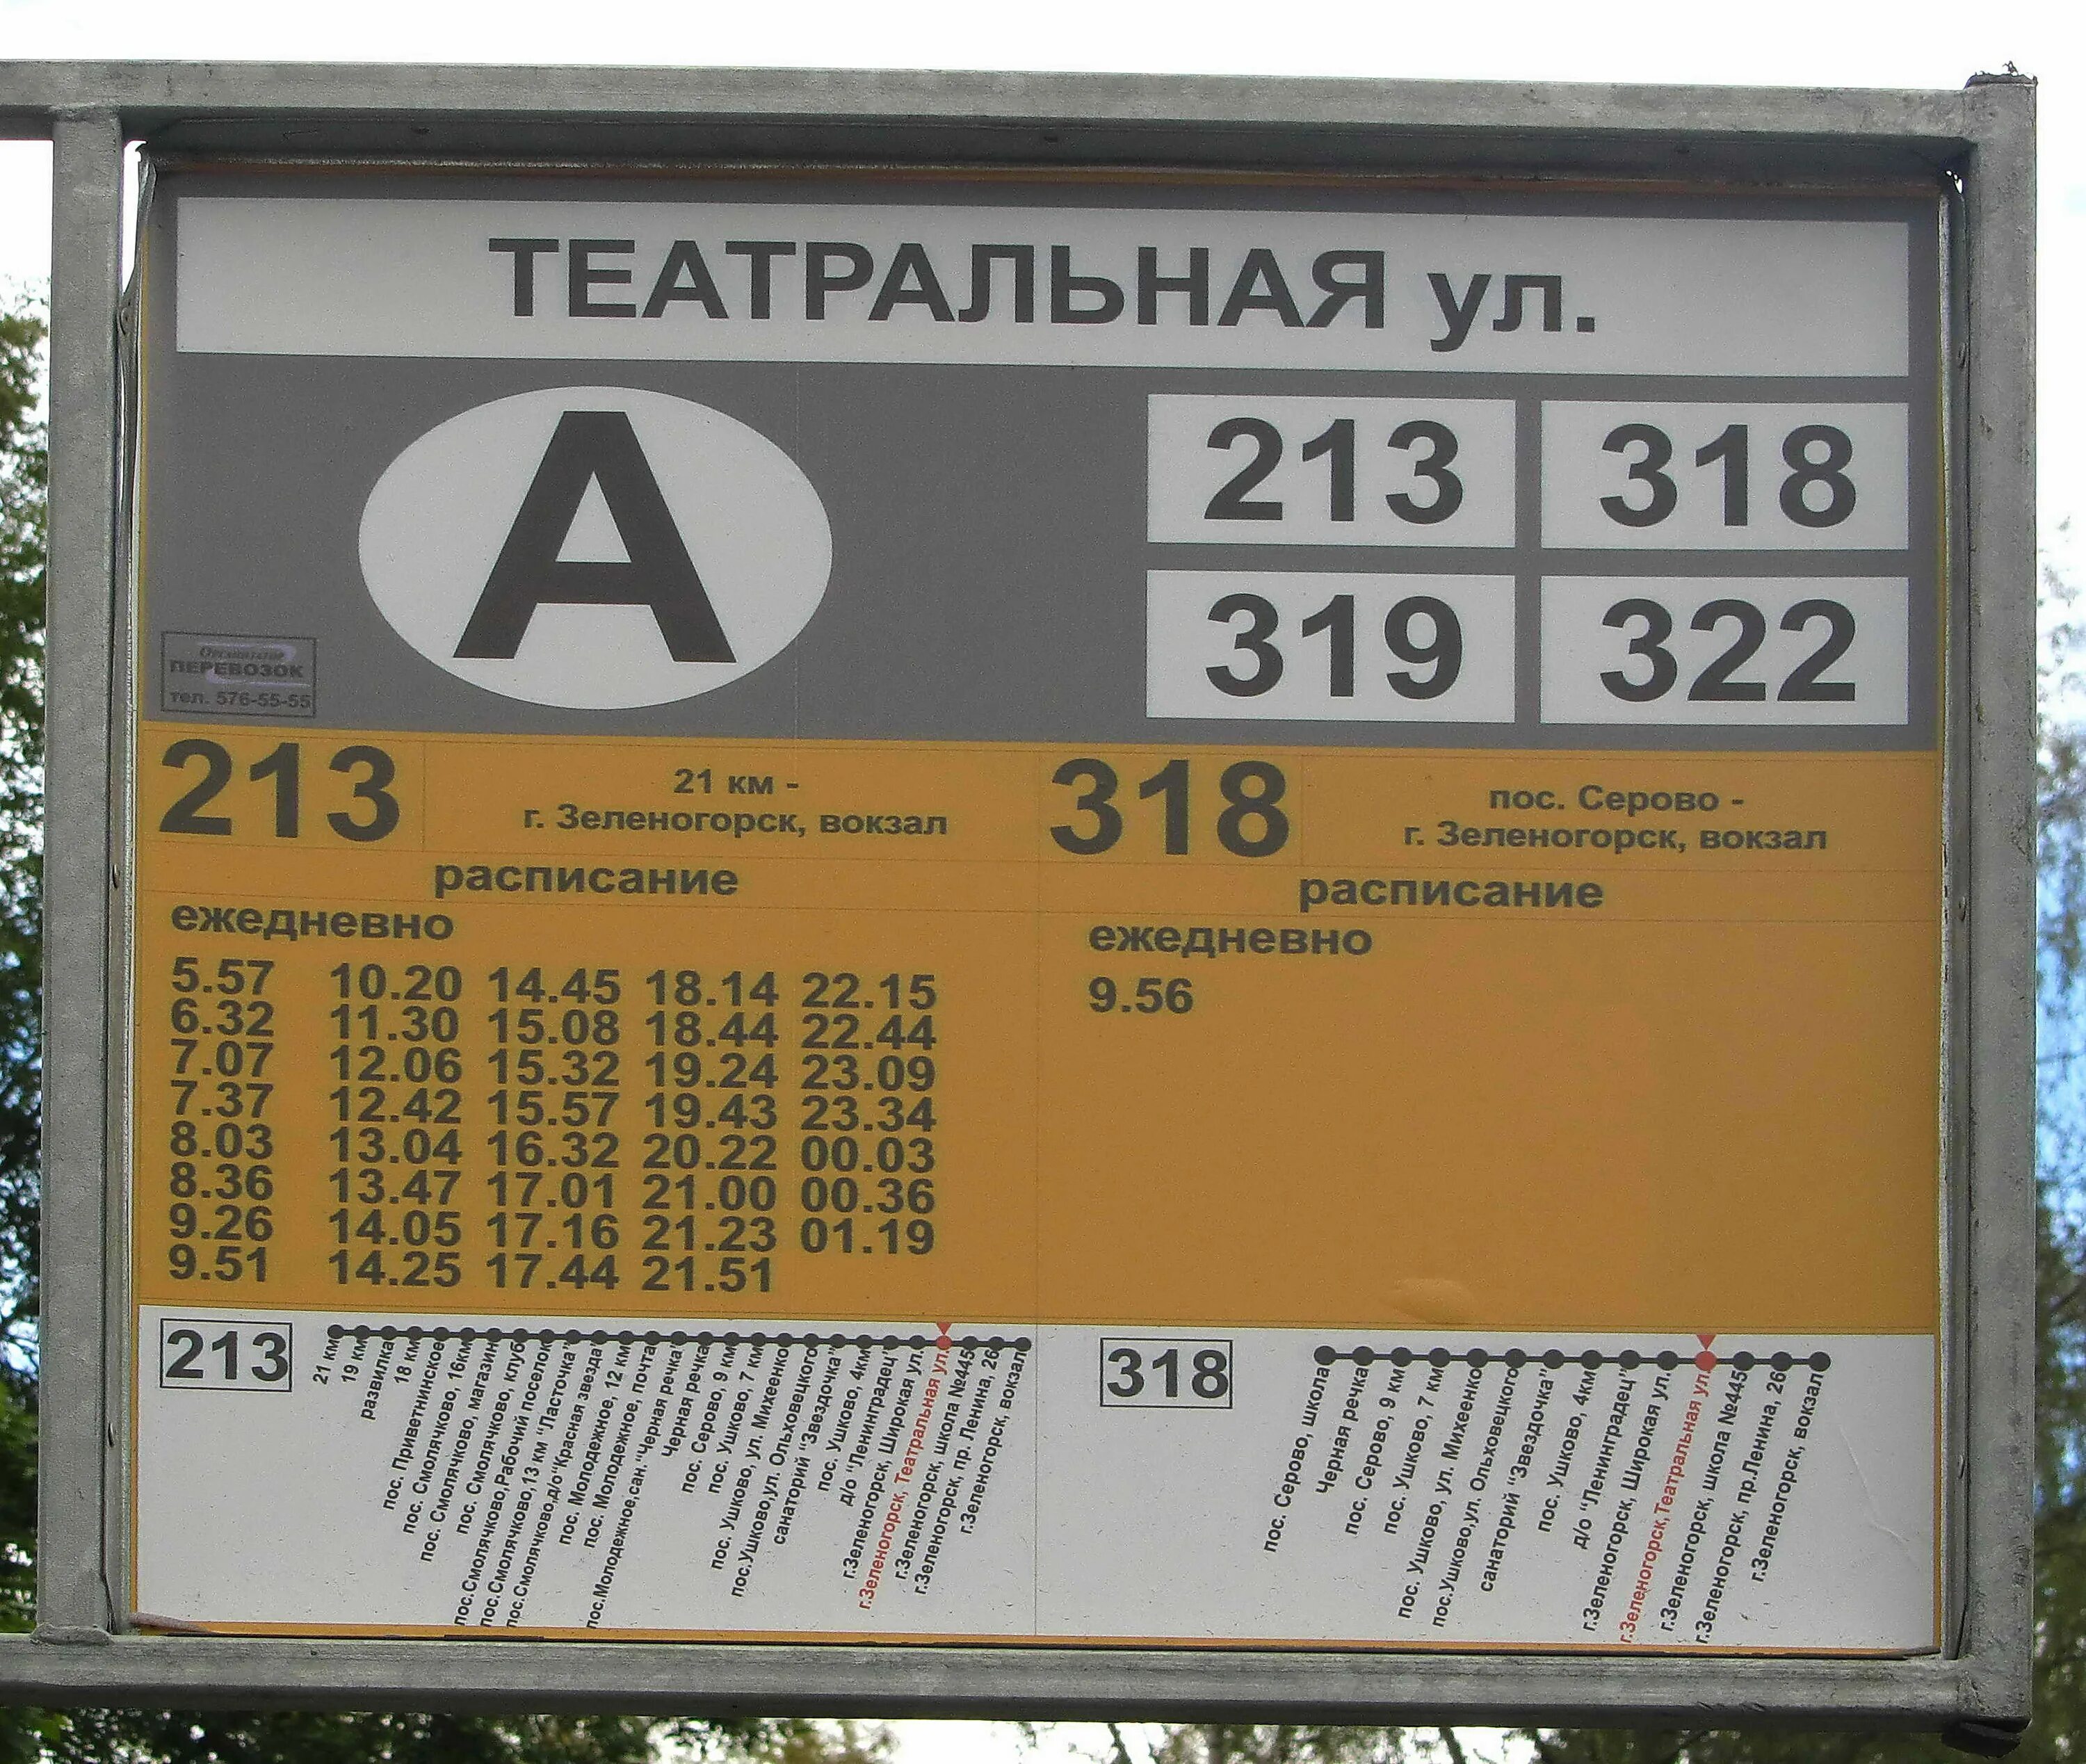 ТЕАТРАЛЬНАЯ ул.
А
213 318
319 322
Организатор
ПЕРЕВОЗОК
тел. 576-55-55
213
21 км -
г. Зеленогорск, вокзал
расписание
ежедневно
5.57 10.20 14.45 18.14 22.15
6.32 11.30 15.08 18.44 22.44
7.07 12.06 15.32 19.24 23.09
7.37 12.42 15.57 19.43 23.34
8.03 13.04 16.32 20.22 00.03
8.36 13.47 17.01 21.00 00.36
9.26 14.05 17.16 21.23 01.19
9.51 14.25 17.44 21.51
318
пос. Серово -
г. Зеленогорск, вокзал
расписание
ежедневно
9.56
213
21 км
19 км
развилка
18 км
пос. Приветнинское
пос. Смолячково, 16км
пос. Смолячково, магазин
пос. Смолячково, клуб
пос.Смолячково,Рабочий поселок
пос.Смолячково,13 км "Ласточка"
пос.Смолячково,д/о"Красная звезда"
пос. Молодежное, 12 км
пос. Молодежное, почта
пос.Молодежное,сан."Черная речка"
Черная речка
пос. Серово, 9 км
пос. Ушково, 7 км
пос. Ушково, ул. Михеенко
пос.Ушково,ул. Ольховецкого
санаторий "Звездочка"
пос. Ушково, 4км
д/о "Ленинградец"
г.Зеленогорск, Широкая ул.
г.Зеленогорск, Театральная ул.
г.Зеленогорск, школа №445
г.Зеленогорск, пр. Ленина, 26
г.Зеленогорск, вокзал
318
пос. Серово, школа
Черная речка
пос. Серово, 9 км
пос. Ушково, 7 км
пос. Ушково, ул. Михеенко
пос.Ушково,ул. Ольховецкого
санаторий "Звездочка"
пос. Ушково, 4км
д/о "Ленинградец"
г.Зеленогорск, Широкая ул.
г.Зеленогорск, Театральная ул.
г.Зеленогорск, школа №445
г.Зеленогорск, пр.Ленина, 26
г.Зеленогорск, вокзал